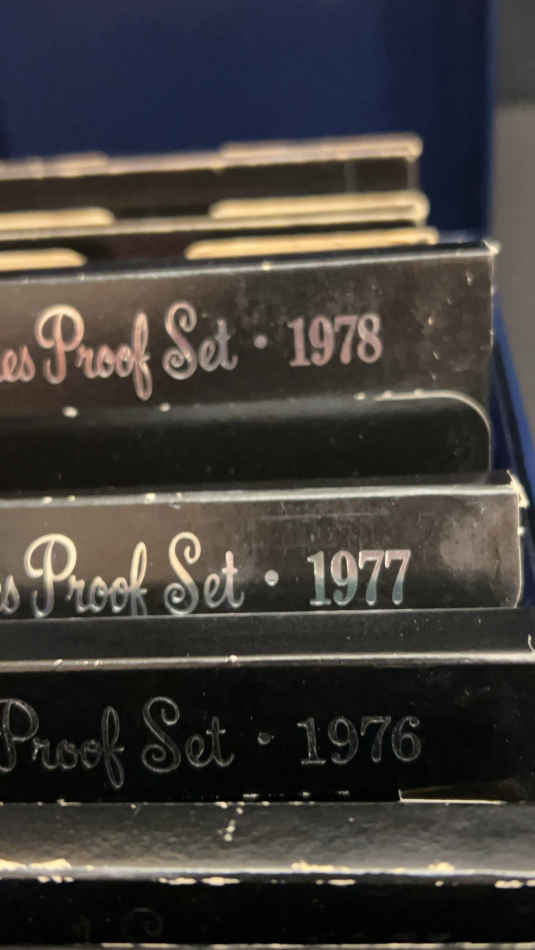 es Proof Set • 1978
s Proof Set • 1977
Proof Set • 1976